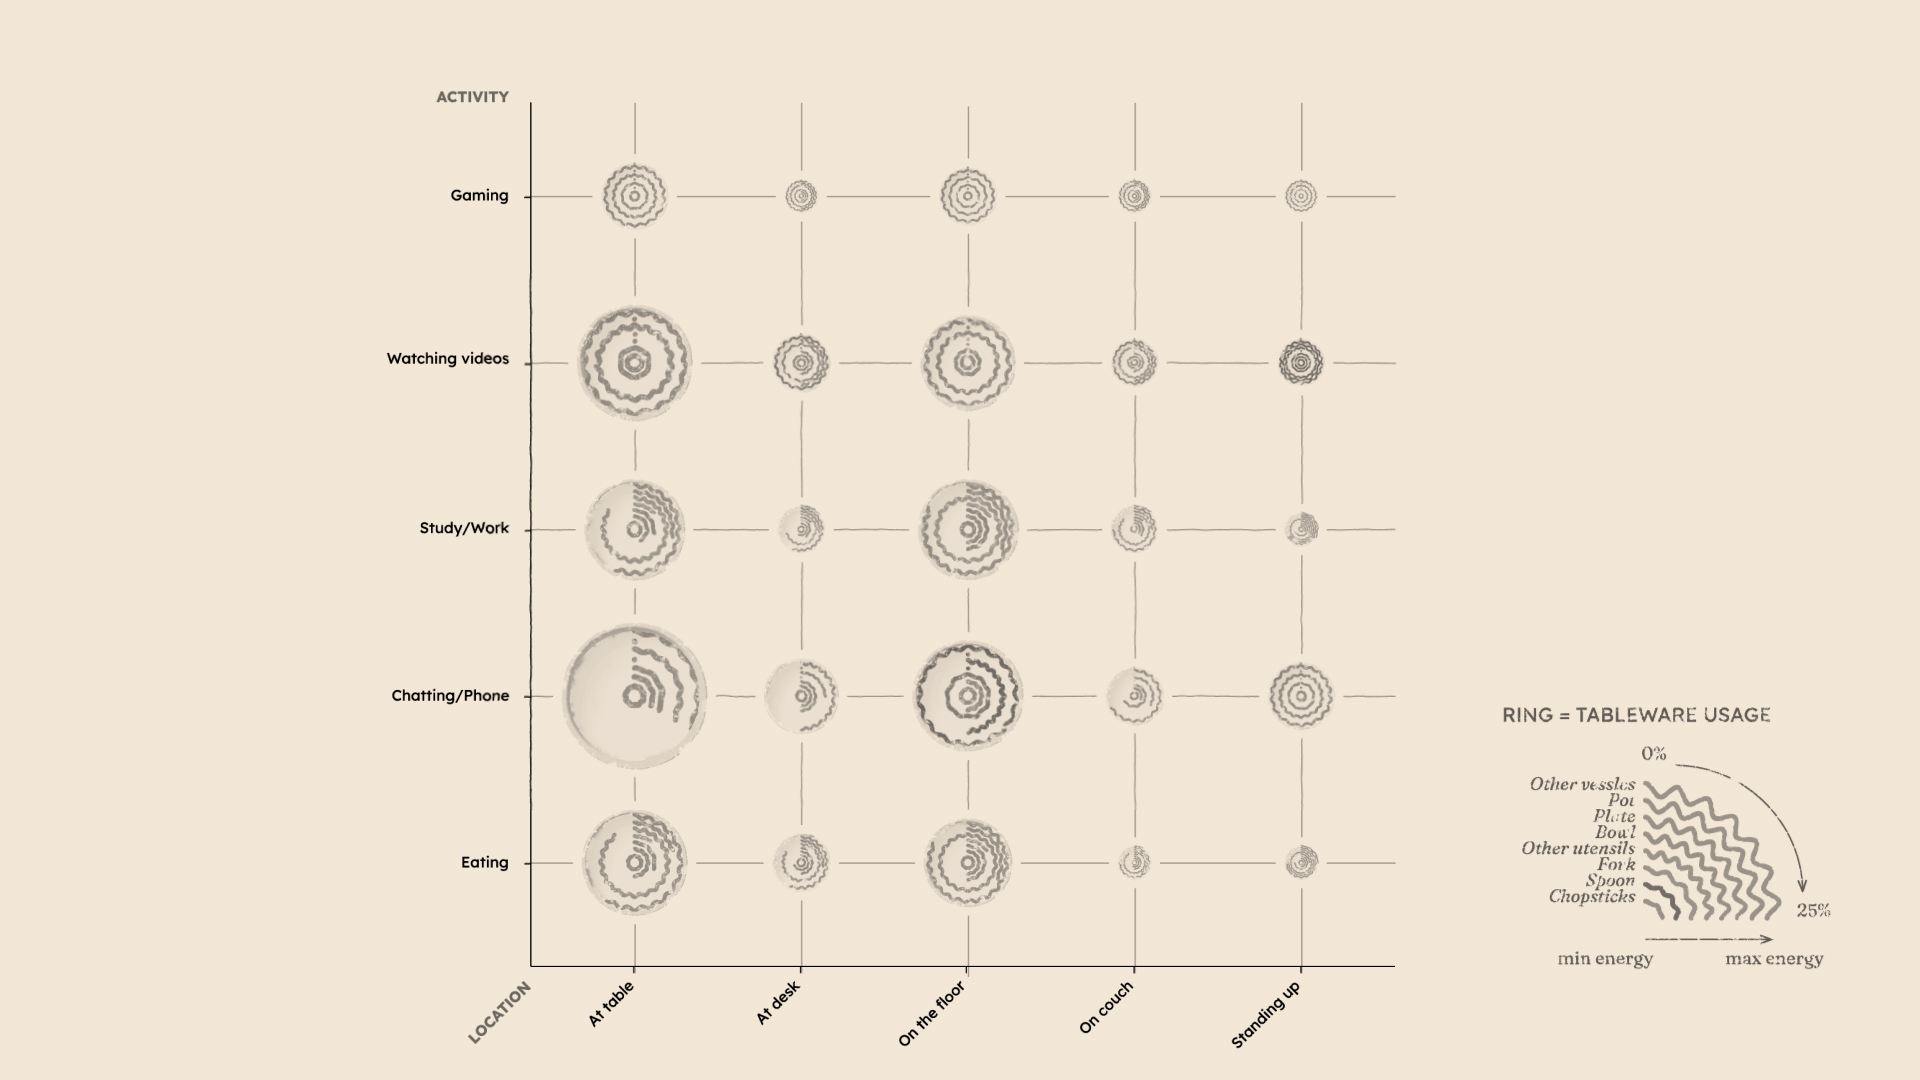 ACTIVITY
Gaming
Watching videos
Study/Work
Chatting/Phone
Eating
LOCATION
At table
At desk
On the floor
On couch
Standing up
RING = TABLEWARE USAGE
0%
Other vessles
Pot
Plate
Bowl
Other utensils
Fork
Spoon
Chopsticks
25%
min energy
max energy